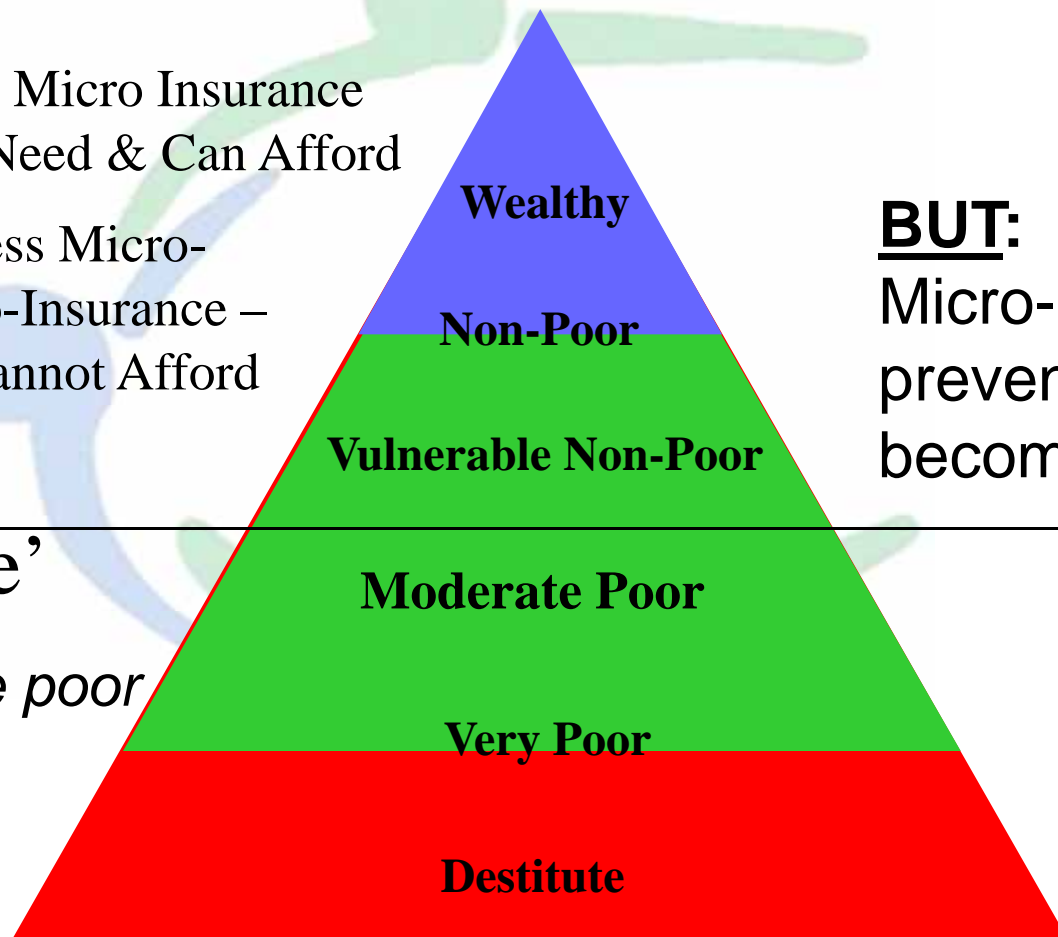 Micro Insurance
Need & Can Afford
ess Micro-
-Insurance –
annot Afford
e’
e poor
Wealthy
Non-Poor
Vulnerable Non-Poor
Moderate Poor
Very Poor
Destitute
BUT:
Micro-
preven
becom